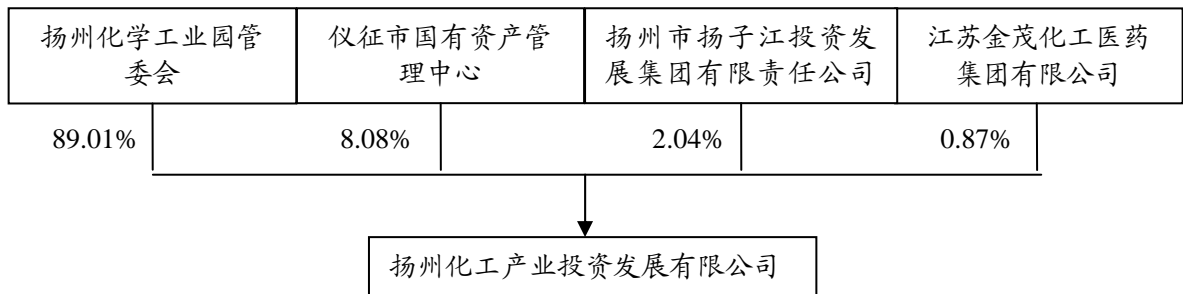 扬州化学工业园管
委会
仪征市国有资产管
理中心
扬州市扬子江投资发
展集团有限责任公司
江苏金茂化工医药
集团有限公司
89.01%
8.08%
2.04%
0.87%
扬州化工产业投资发展有限公司